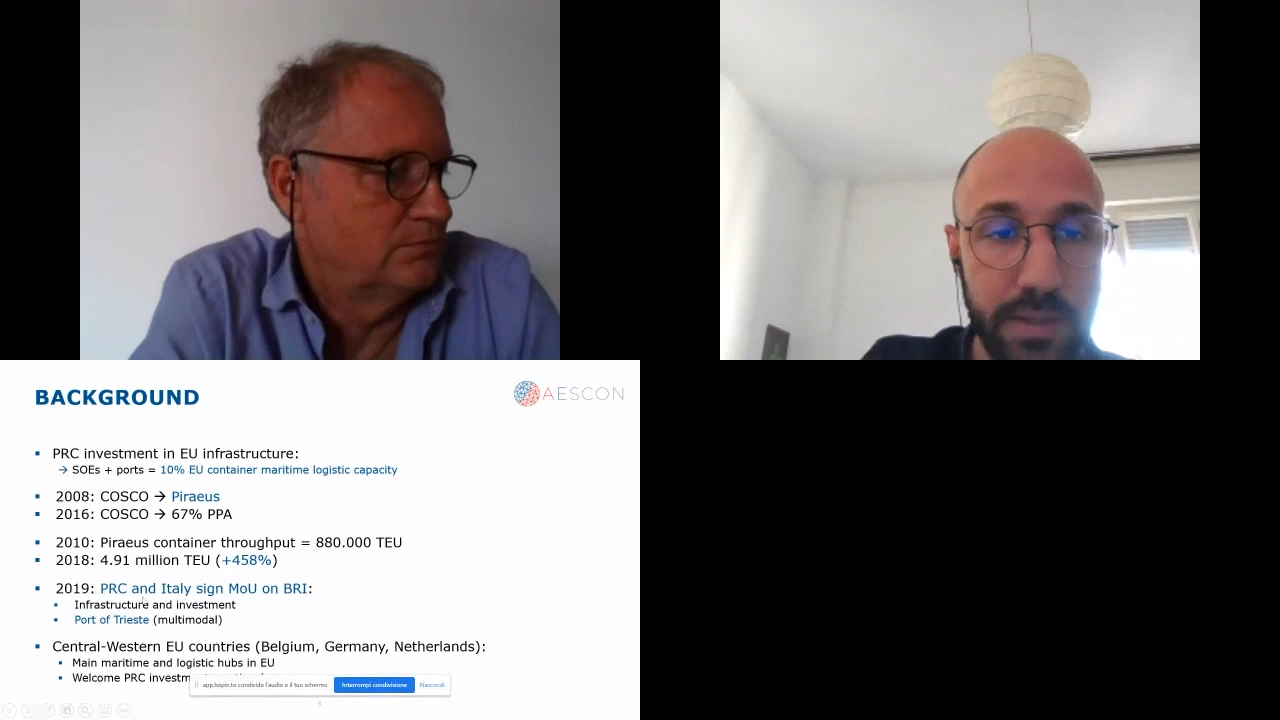 BACKGROUND
AESCON
▪ PRC investment in EU infrastructure:
→ SOEs + ports = 10% EU container maritime logistic capacity
▪ 2008: COSCO → Piraeus
▪ 2016: COSCO → 67% PPA
▪ 2010: Piraeus container throughput = 880.000 TEU
▪ 2018: 4.91 million TEU (+458%)
▪ 2019: PRC and Italy sign MoU on BRI:
▪ Infrastructure and investment
▪ Port of Trieste (multimodal)
▪ Central-Western EU countries (Belgium, Germany, Netherlands):
▪ Main maritime and logistic hubs in EU
▪ Welcome PRC
app.hopin.to condivide l'audio e il tuo schermo.
Interrompi condivisione
Nascondi
3